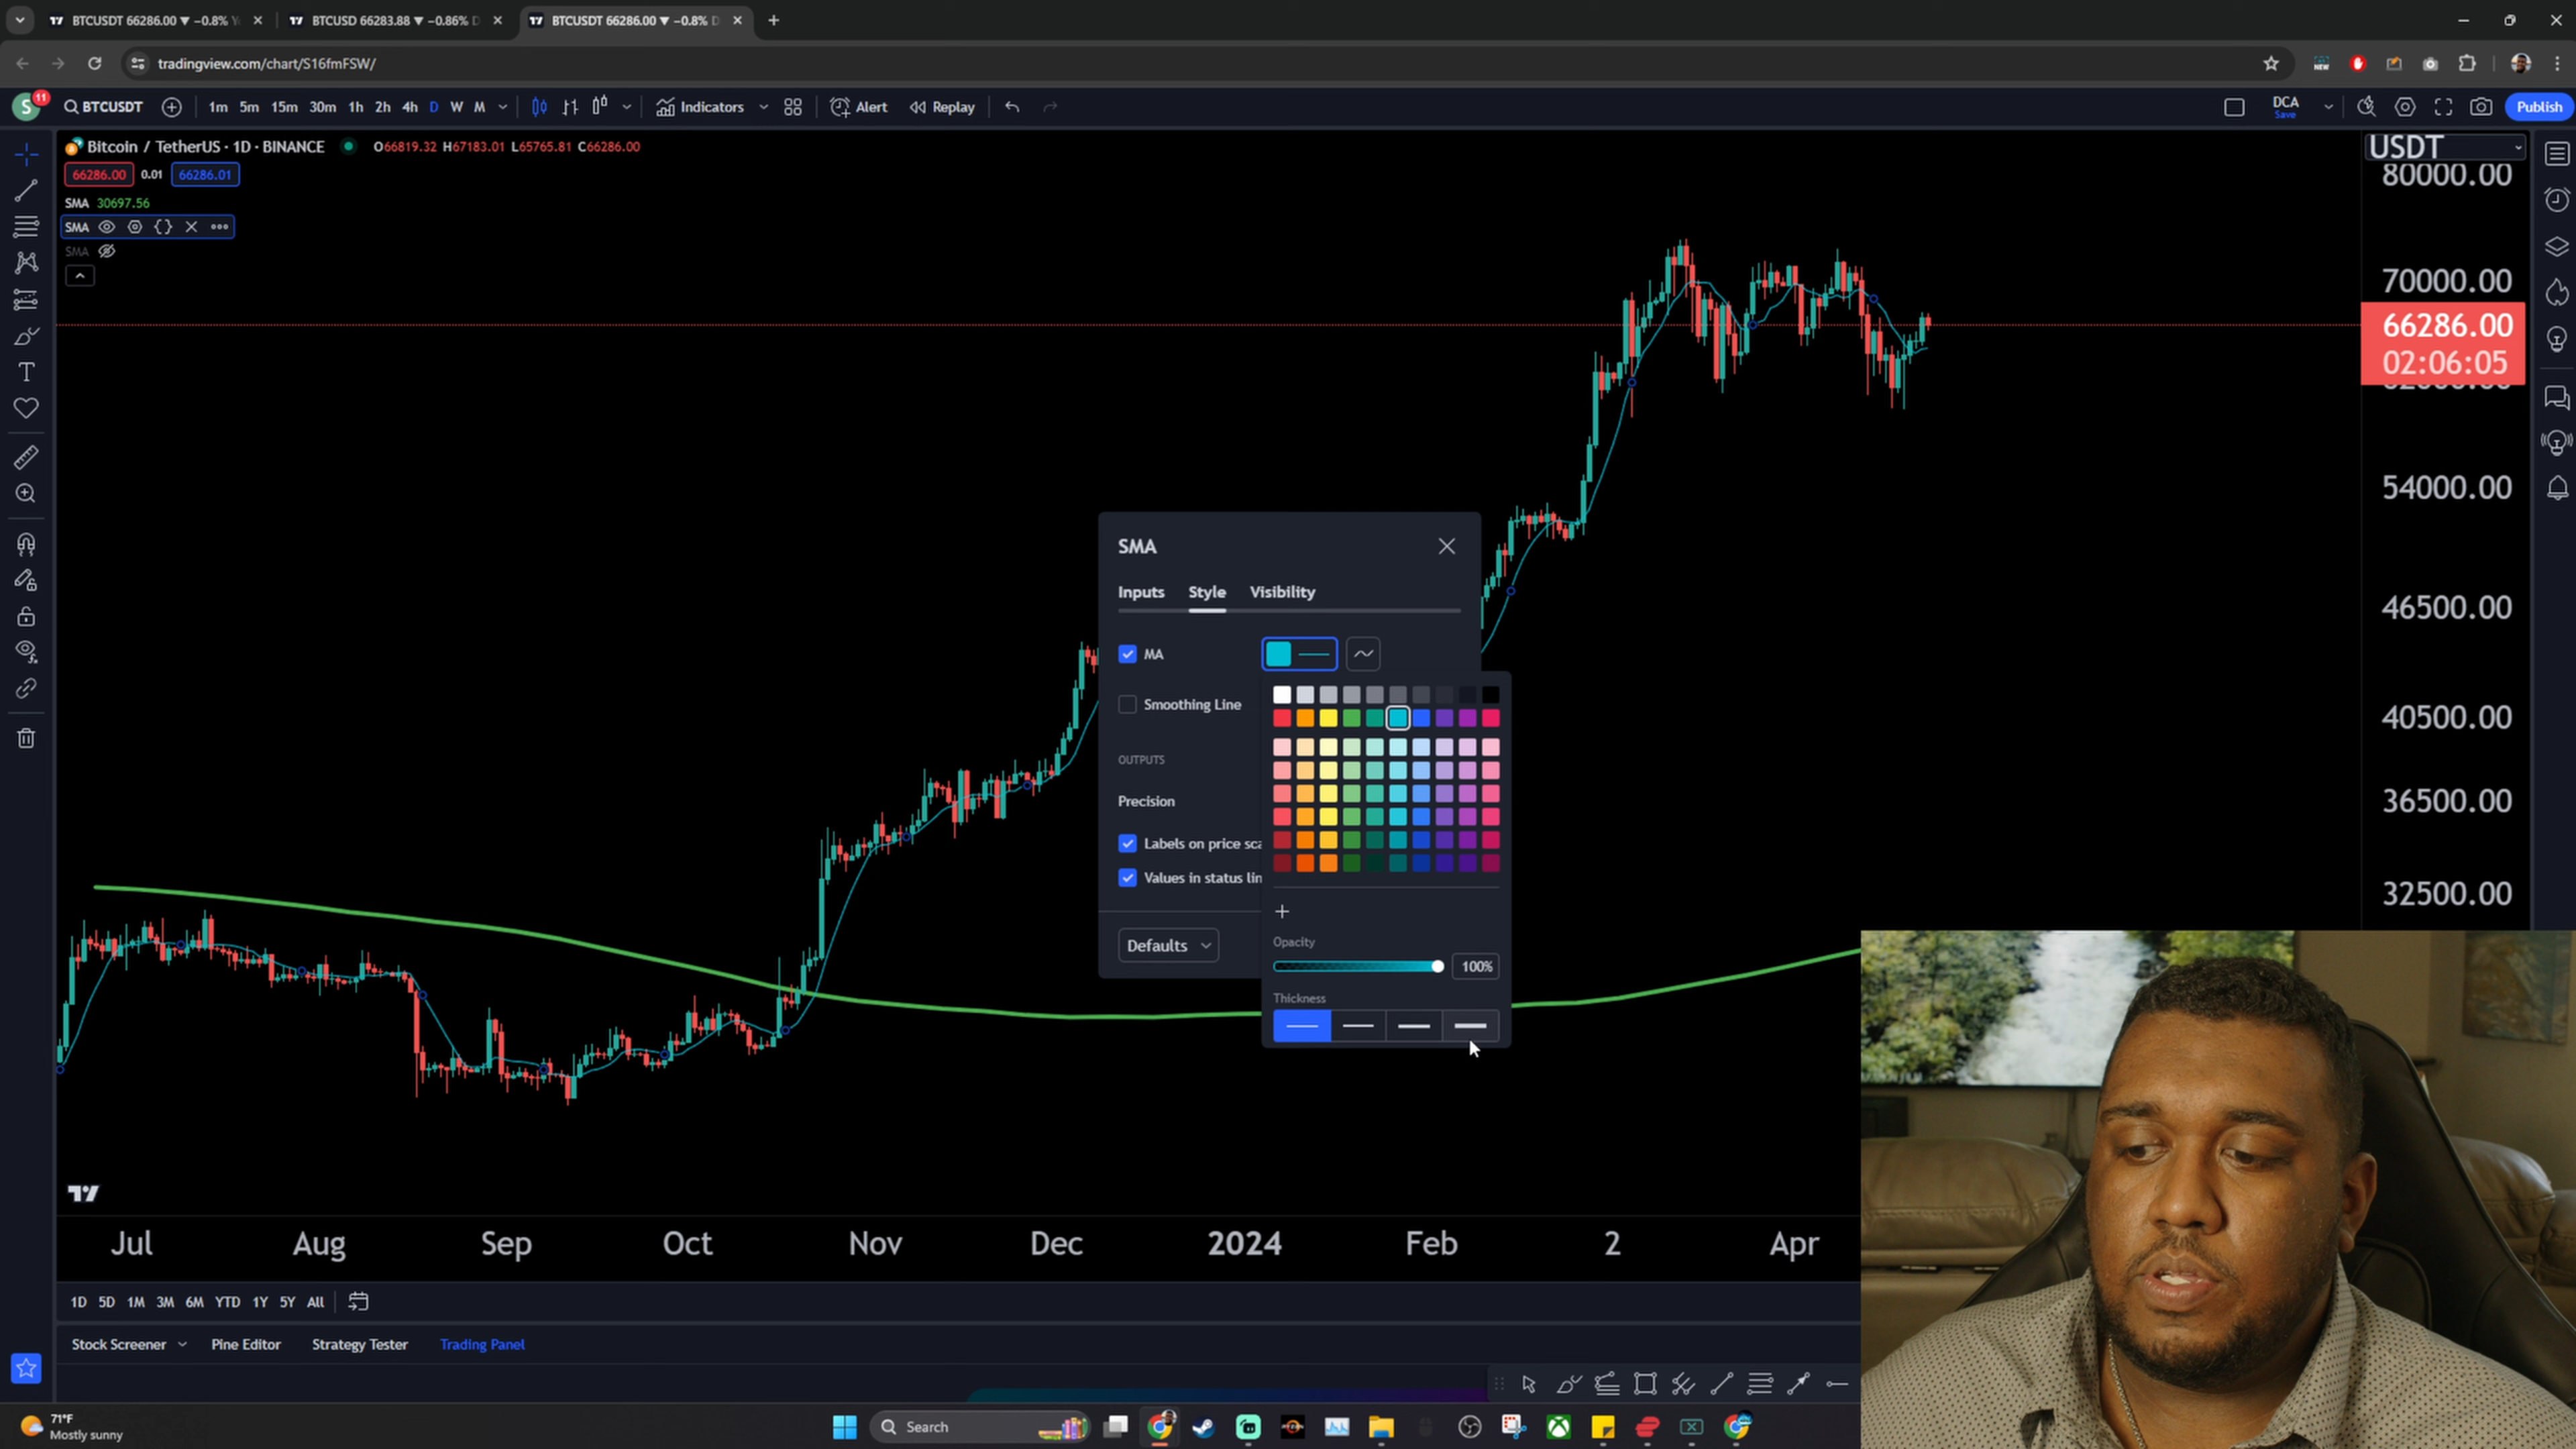 BTCUSDT 66286.00 ▼ −0.8%
BTCUSD 66283.88 ▼ −0.86% D
BTCUSDT 66286.00 ▼ −0.8% D
tradingview.com/chart/S16fmFSW/
NEW
S 11 BTCUSDT 1m 5m 15m 30m 1h 2h 4h D W M Indicators Alert Replay DCA Save Publish
Bitcoin / TetherUS · 1D · BINANCE O66819.32 H67183.01 L65765.81 C66286.00
66286.00 0.01 66286.01
SMA 30697.56
SMA
SMA
USDT
80000.00
70000.00
66286.00
02:06:05
54000.00
46500.00
40500.00
36500.00
32500.00
SMA
Inputs Style Visibility
MA
Smoothing Line
OUTPUTS
Precision
Labels on price sca
Values in status lin
Defaults
Opacity
100%
Thickness
Jul Aug Sep Oct Nov Dec 2024 Feb 2 Apr
1D 5D 1M 3M 6M YTD 1Y 5Y All
Stock Screener Pine Editor Strategy Tester Trading Panel
71°F
Mostly sunny
Search